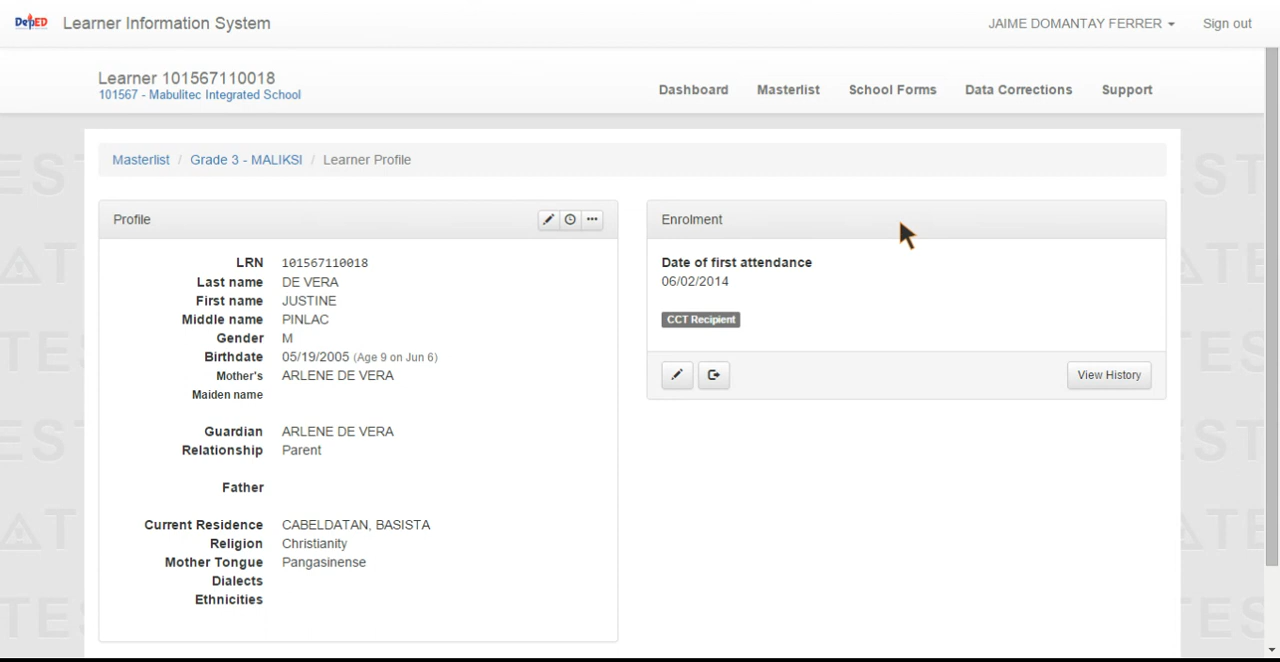 DepED Learner Information System
JAIME DOMANTAY FERRER Sign out
Learner 101567110018
101567 - Mabulitec Integrated School
Dashboard Masterlist School Forms Data Corrections Support
Masterlist / Grade 3 - MALIKSI / Learner Profile
Profile
LRN 101567110018
Last name DE VERA
First name JUSTINE
Middle name PINLAC
Gender M
Birthdate 05/19/2005 (Age 9 on Jun 6)
Mother's ARLENE DE VERA
Maiden name
Guardian ARLENE DE VERA
Relationship Parent
Father
Current Residence CABELDATAN, BASISTA
Religion Christianity
Mother Tongue Pangasinense
Dialects
Ethnicities
Enrolment
Date of first attendance
06/02/2014
CCT Recipient
View History